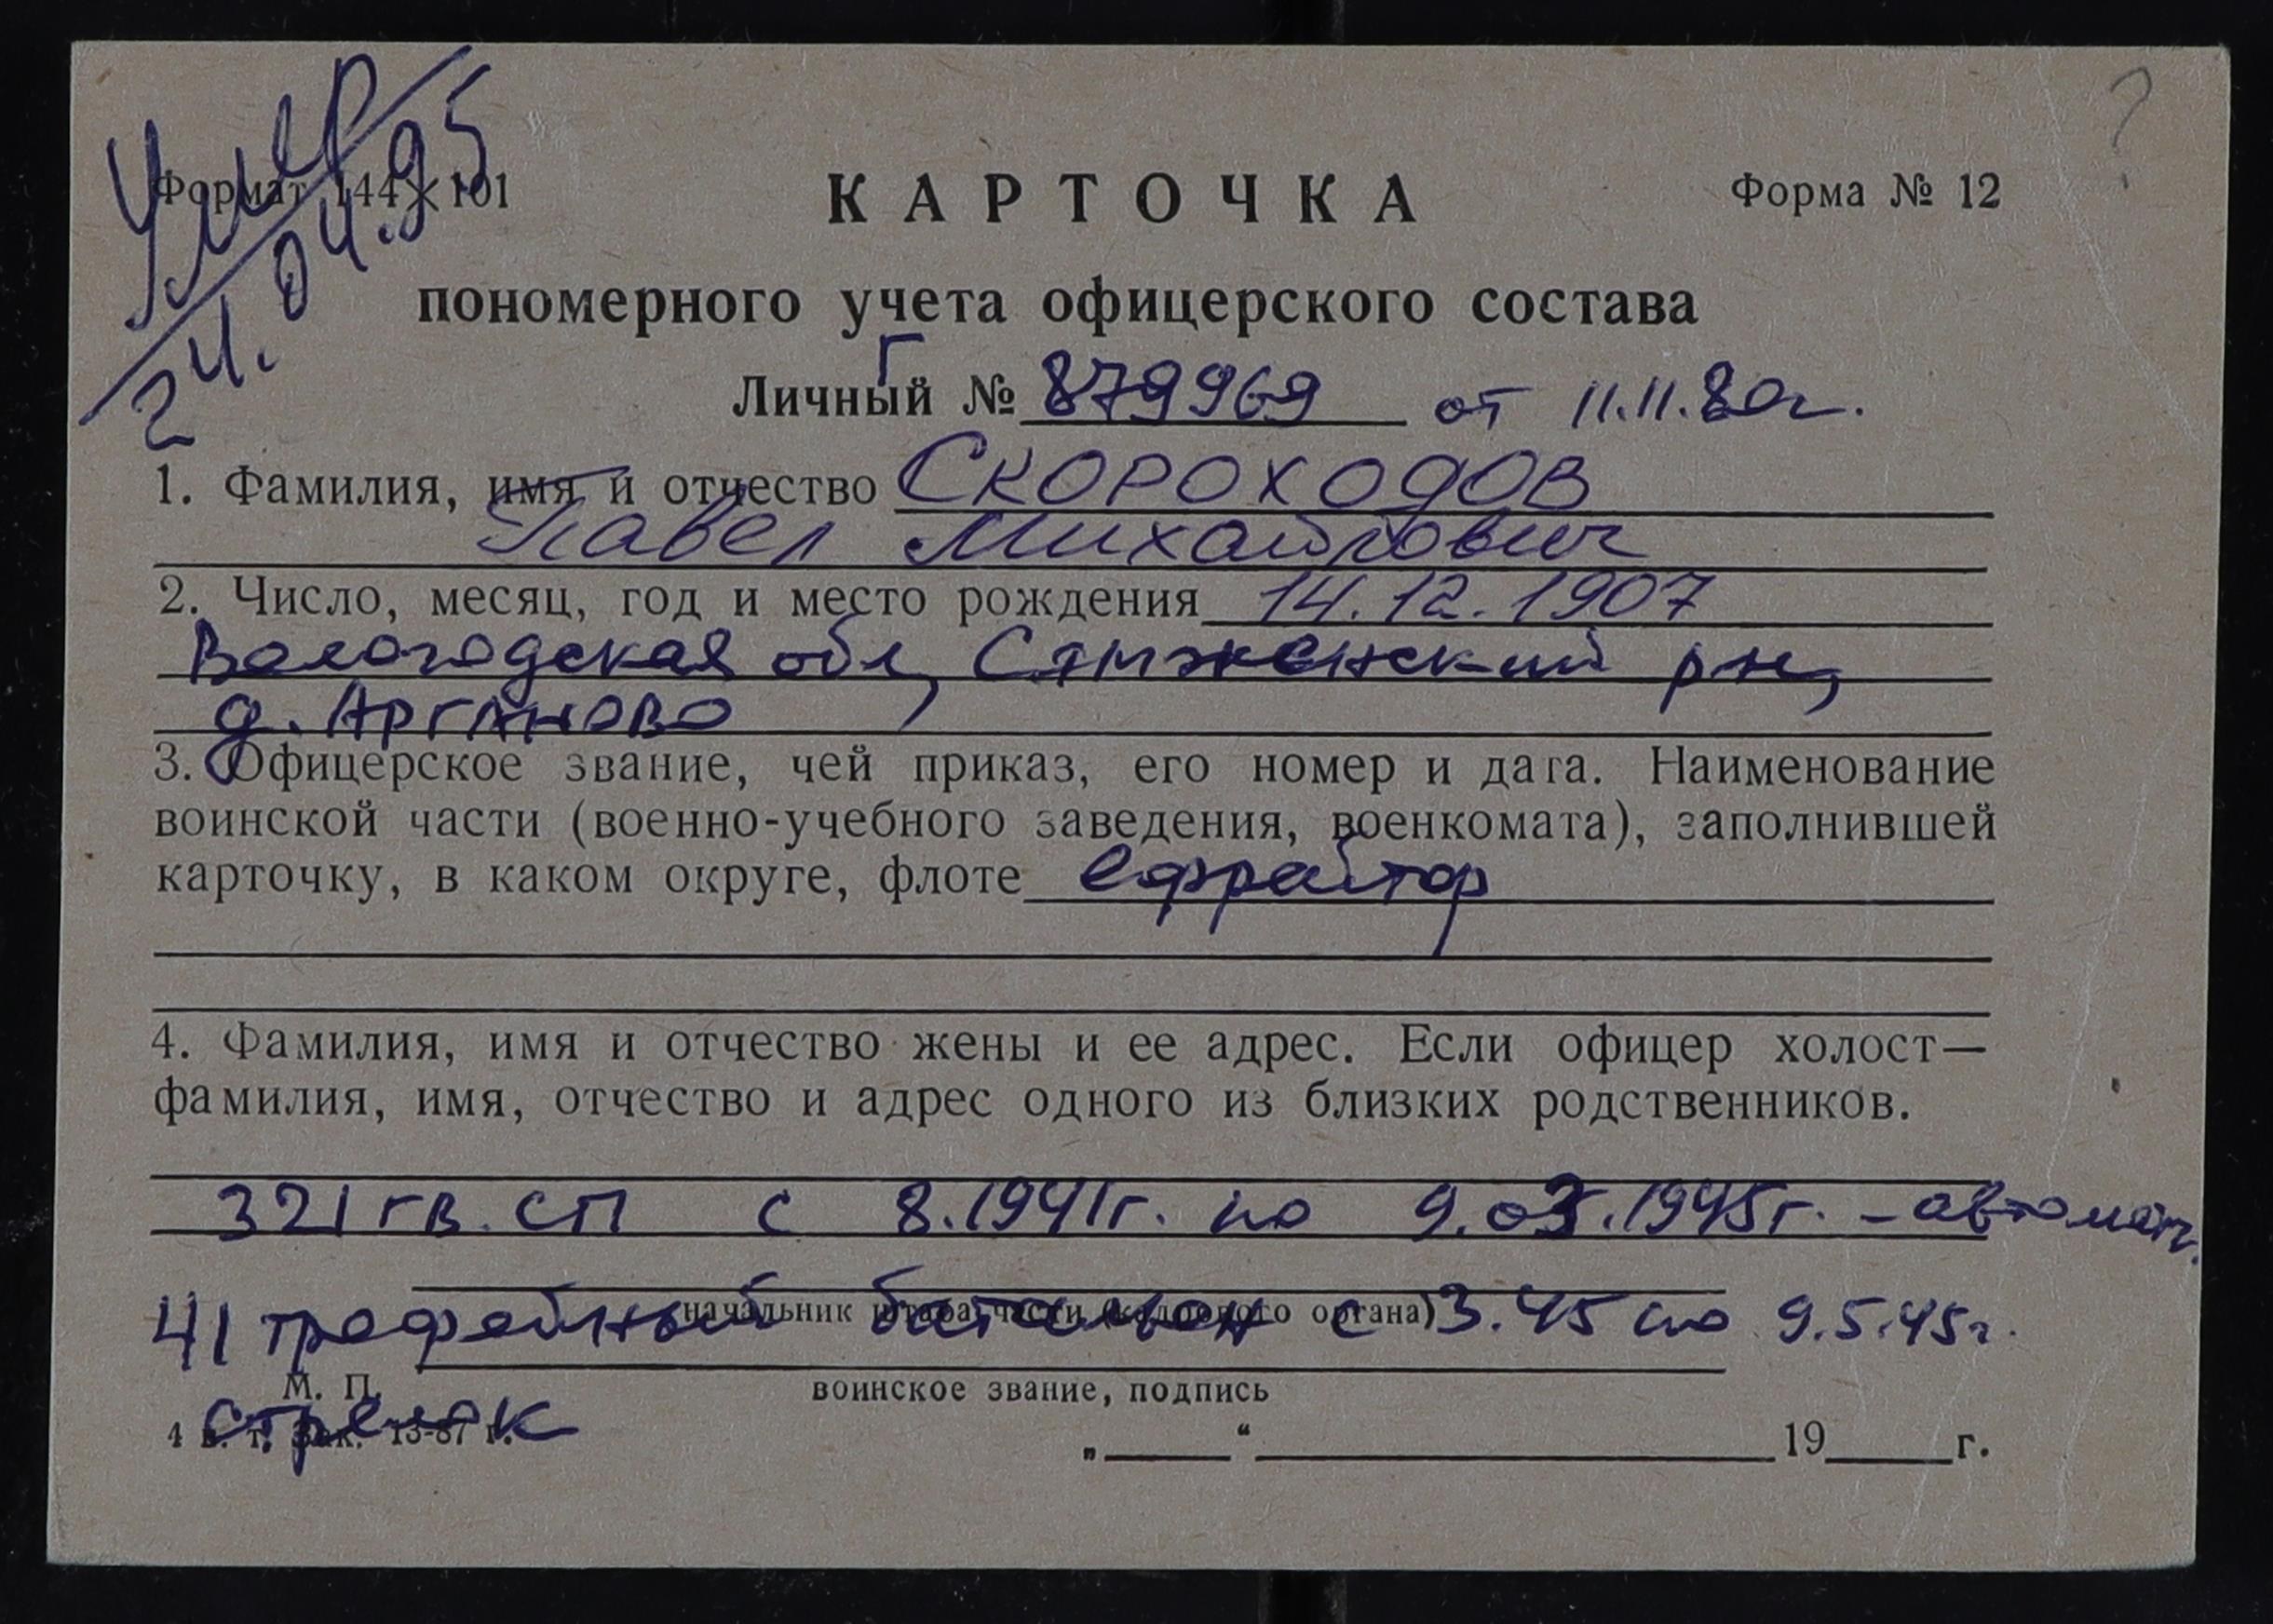 Умер
24.04.95
?
Формат 144×101
КАРТОЧКА
Форма № 12
пономерного учета офицерского состава
Г
Личный № 879969 от 11.11.80г.
1. Фамилия, имя и отчество Скороходов
Павел Михайлович
2. Число, месяц, год и место рождения 14.12.1907
Вологодская обл, Сямженский р-н,
д. Арганово
3. Офицерское звание, чей приказ, его номер и дата. Наименование
воинской части (военно-учебного заведения, военкомата), заполнившей
карточку, в каком округе, флоте ефрейтор
4. Фамилия, имя и отчество жены и ее адрес. Если офицер холост—
фамилия, имя, отчество и адрес одного из близких родственников.
321 гв. СП с 8.1941г. по 9.03.1945г. – автомат.
начальник штаба части (кадрового органа)
41 трофейный батальон с 3.45 по 9.5.45г.
М. П.
воинское звание, подпись
стрелок
4 в. т. Зак. 13-87 г.
„ “ 19 г.